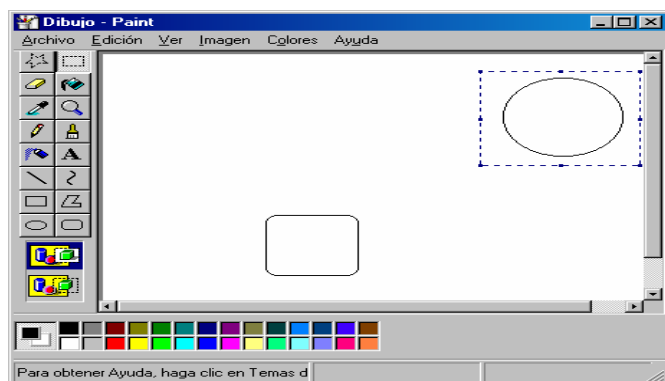 Dibujo - Paint
Archivo Edición Ver Imagen Colores Ayuda
A
Para obtener Ayuda, haga clic en Temas d